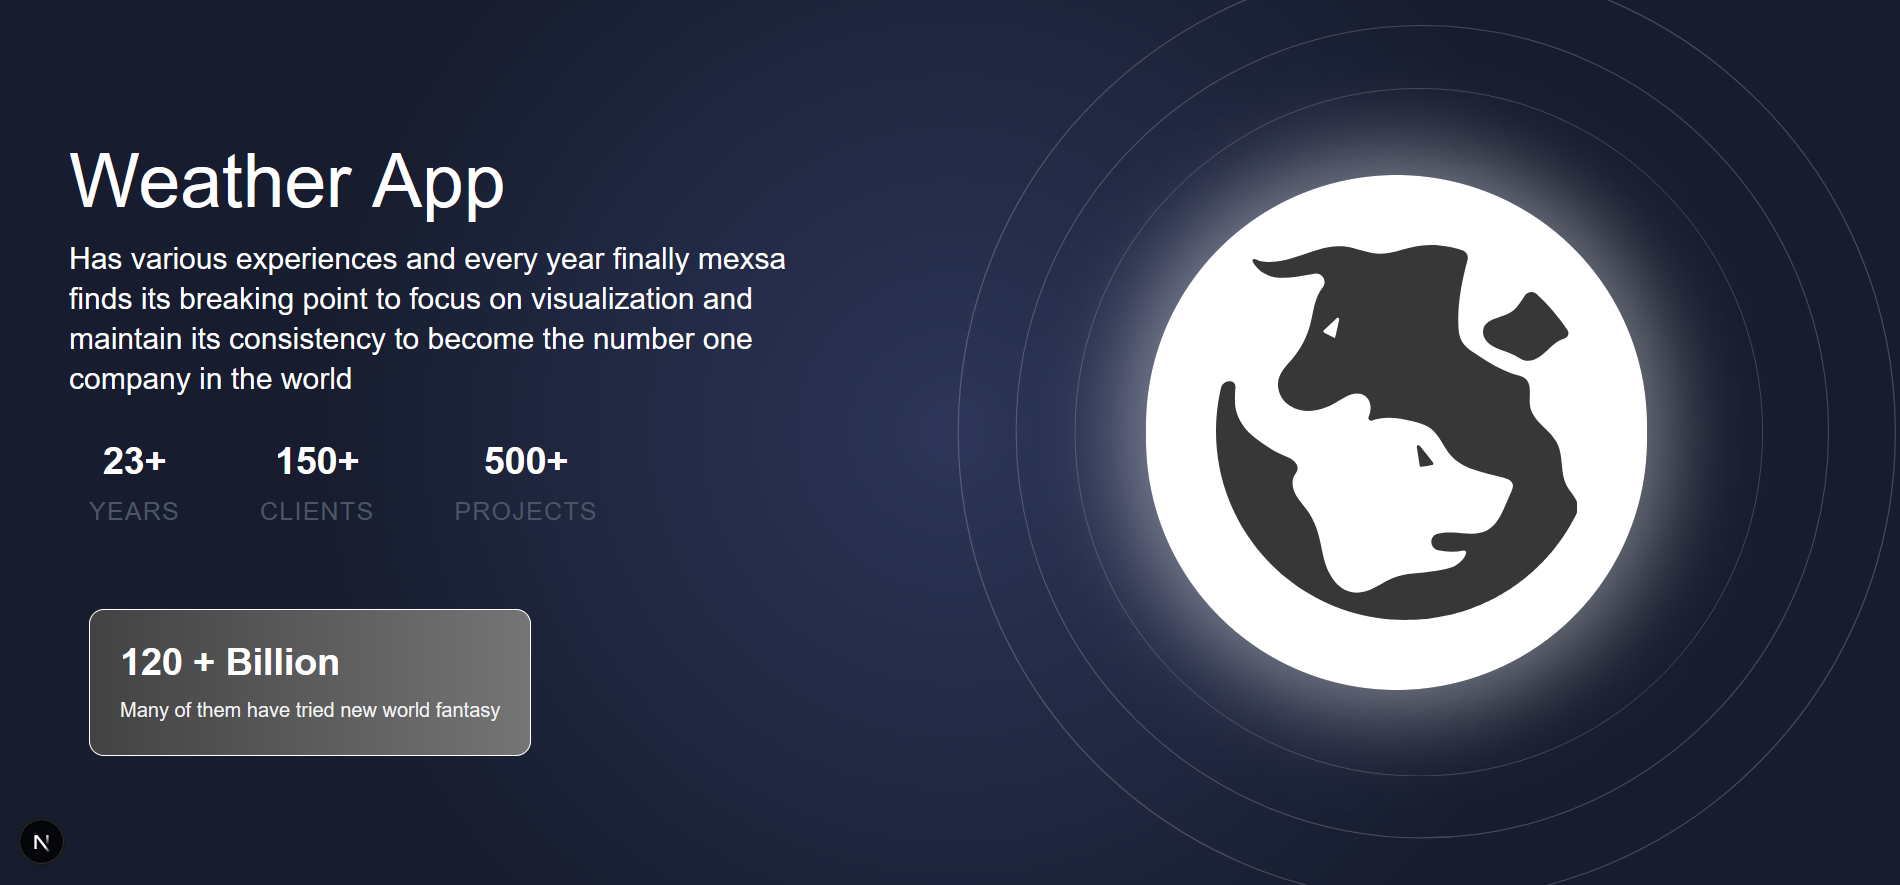 Weather App
Has various experiences and every year finally mexsa
finds its breaking point to focus on visualization and
maintain its consistency to become the number one
company in the world
23+ 150+ 500+
YEARS CLIENTS PROJECTS
120 + Billion
Many of them have tried new world fantasy
N